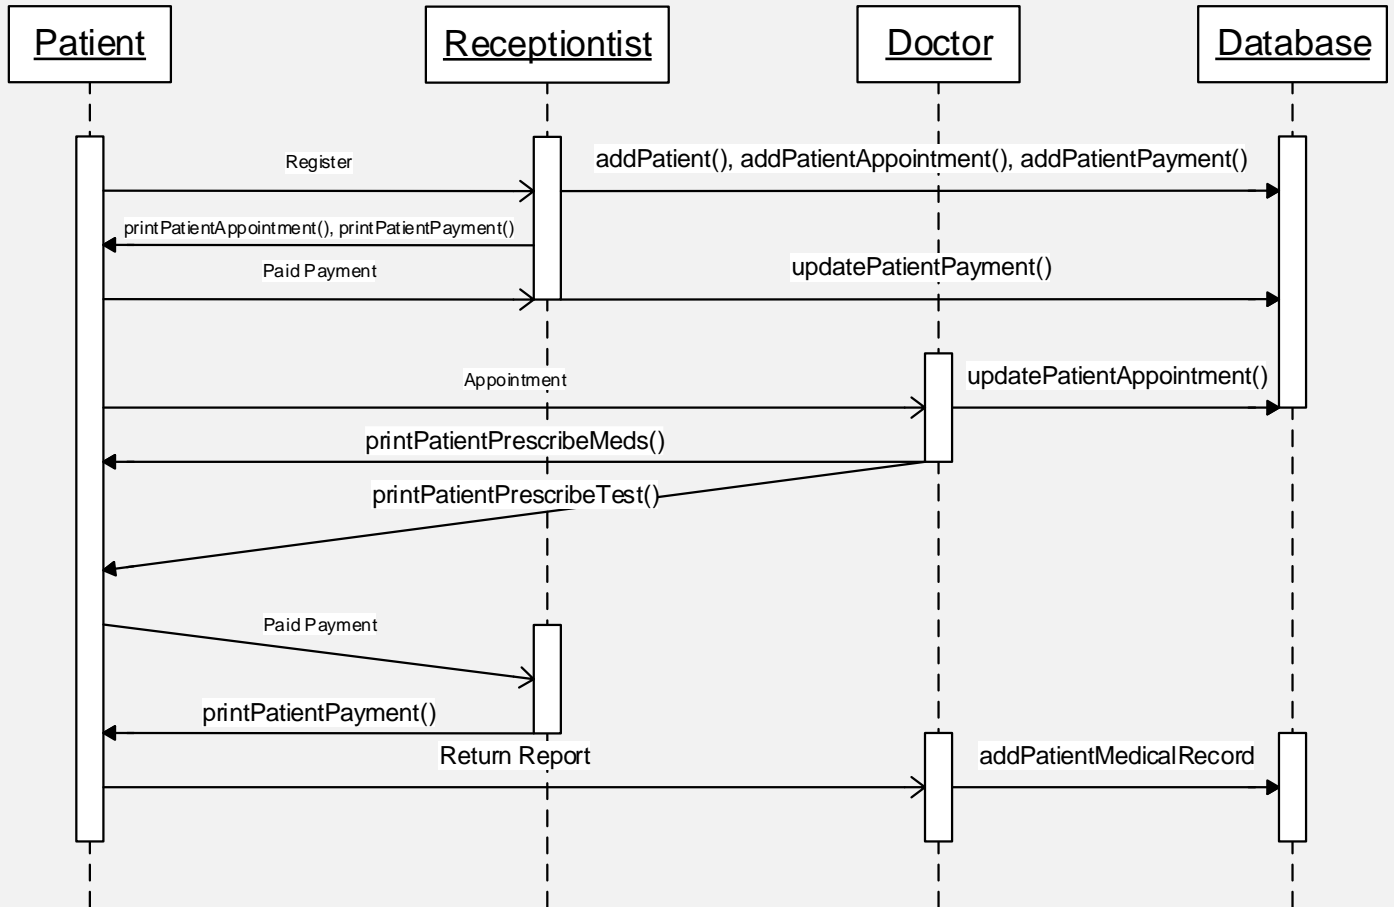 Patient
Receptiontist
Doctor
Database
Register
addPatient(), addPatientAppointment(), addPatientPayment()
printPatientAppointment(), printPatientPayment()
Paid Payment
updatePatientPayment()
Appointment
updatePatientAppointment()
printPatientPrescribeMeds()
printPatientPrescribeTest()
Paid Payment
printPatientPayment()
Return Report
addPatientMedicalRecord